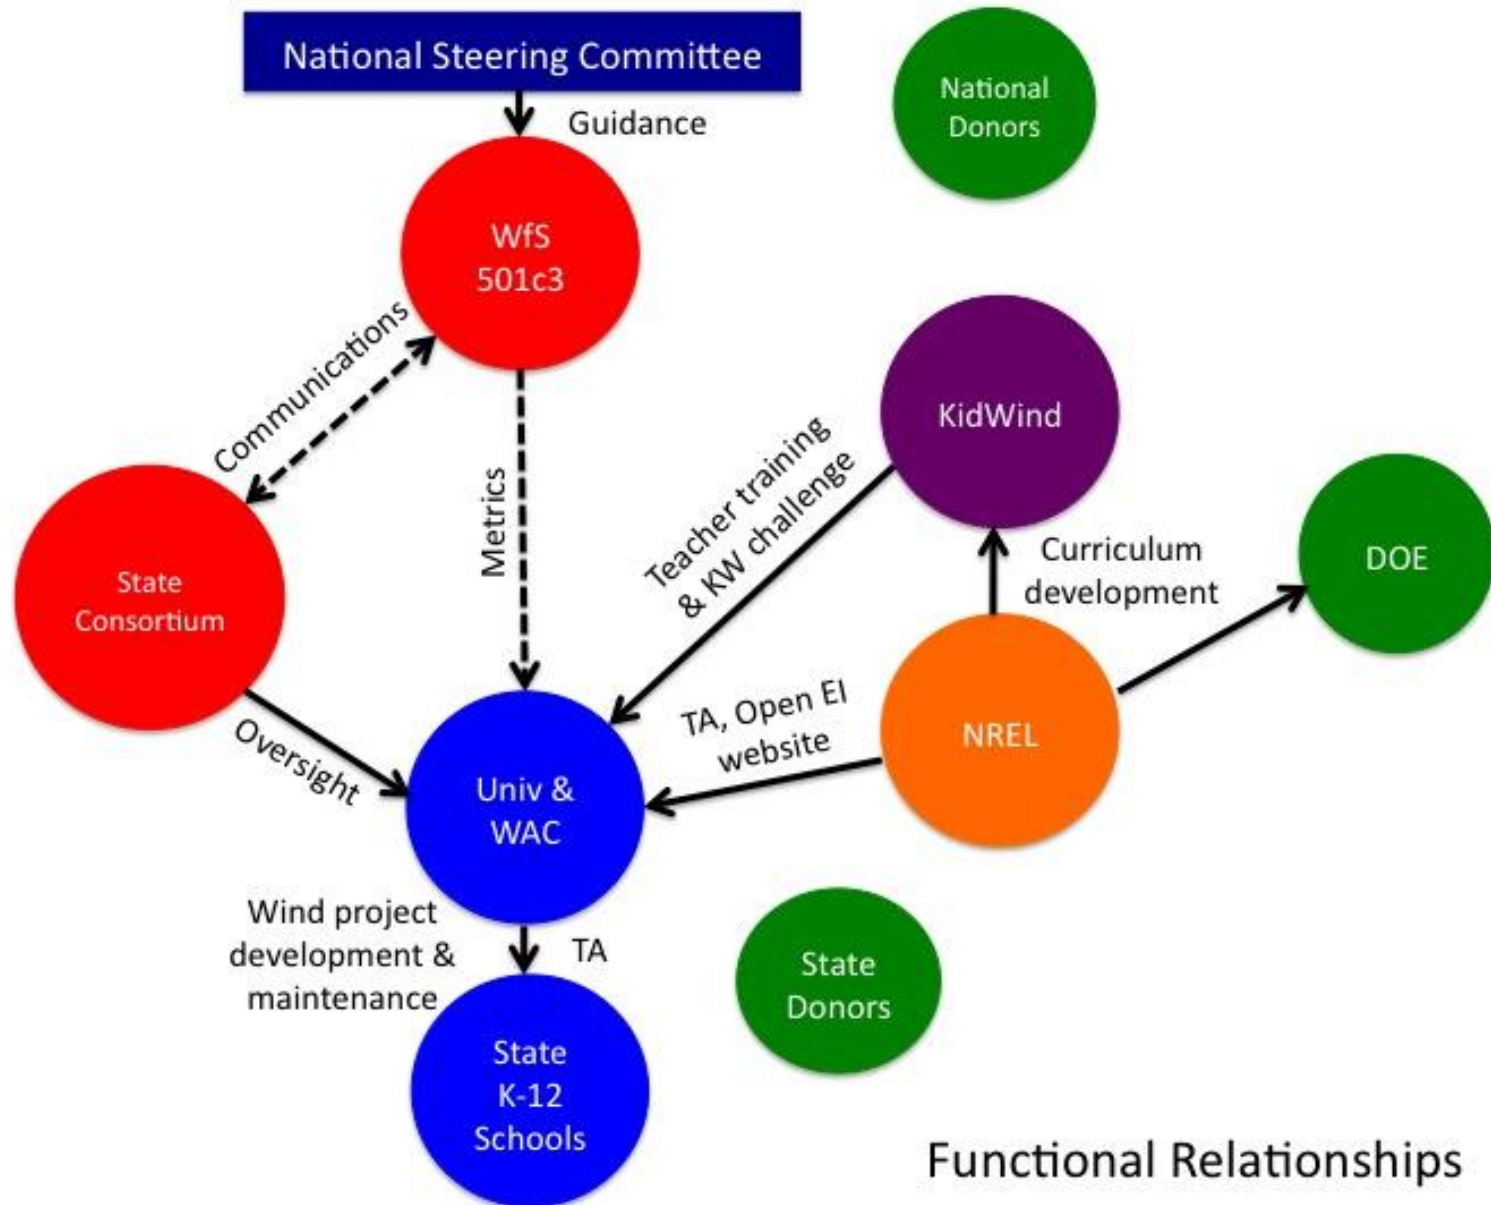 National Steering Committee
Guidance
National
Donors
WfS
501c3
Communications
Metrics
KidWind
Teacher training
& KW challenge
Curriculum
development
DOE
State
Consortium
Oversight
TA, Open EI
website
NREL
Univ &
WAC
Wind project
development &
maintenance
TA
State
Donors
State
K-12
Schools
Functional Relationships